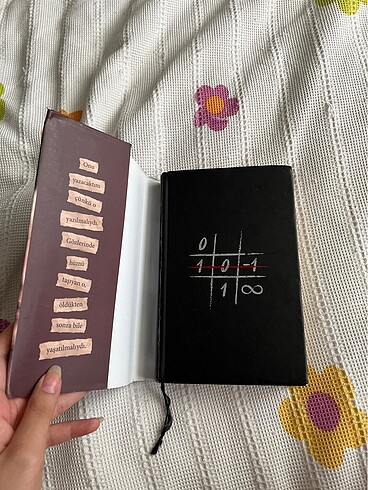 Onu
yazacaktım
çünkü o
yazılmalıydı.
Gözlerinde
hüznü
taşıyan o,
öldükten
sonra bile
yaşatılmalıydı.
0
1 0 -1
1 ∞